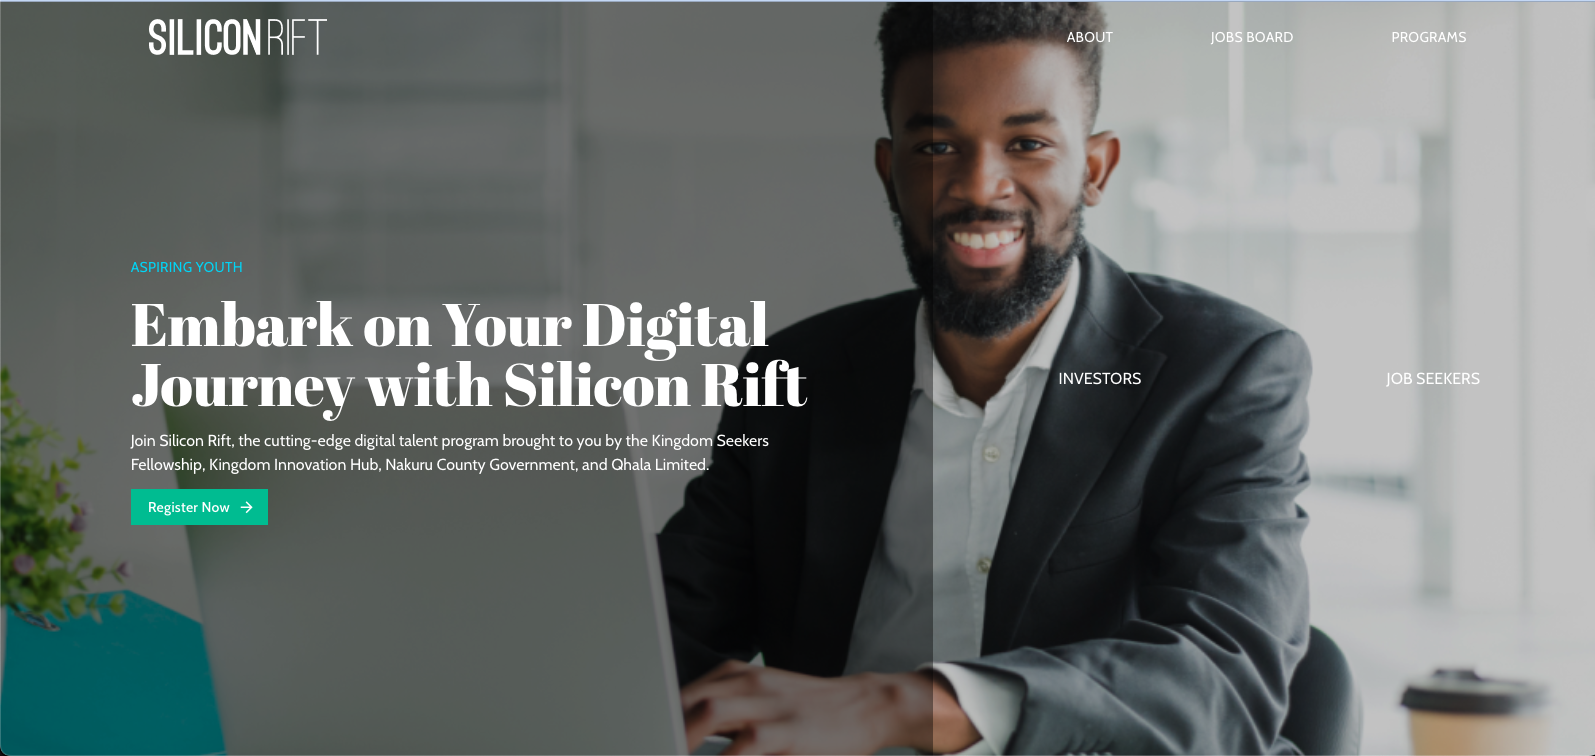 SILICON RIFT
ABOUT
JOBS BOARD
PROGRAMS
ASPIRING YOUTH
Embark on Your Digital
Journey with Silicon Rift
Join Silicon Rift, the cutting-edge digital talent program brought to you by the Kingdom Seekers
Fellowship, Kingdom Innovation Hub, Nakuru County Government, and Qhala Limited.
Register Now →
INVESTORS
JOB SEEKERS